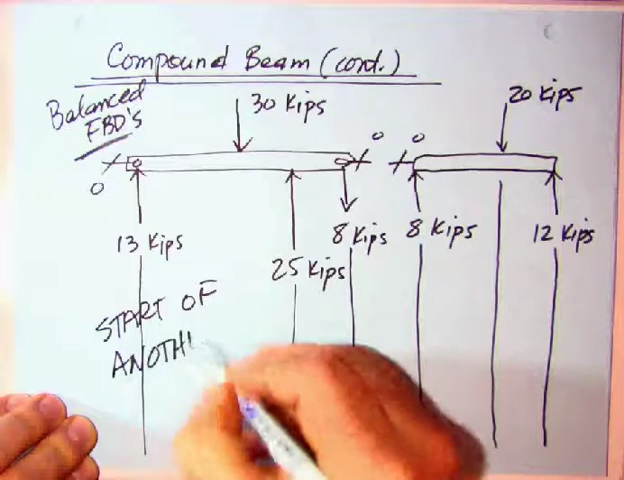 Compound Beam (cont.)
Balanced
FBD's
30 Kips
20 Kips
0
0
0
13 Kips
8 Kips
8 Kips
12 Kips
25 Kips
START OF
ANOTH